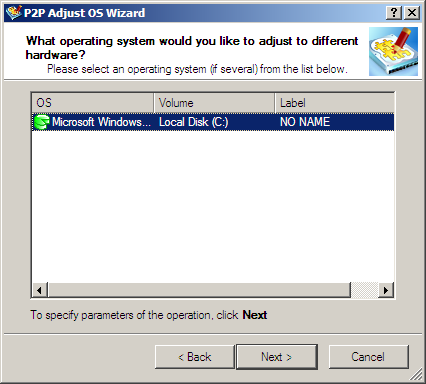 P2P Adjust OS Wizard
What operating system would you like to adjust to different
hardware?
Please select an operating system (if several) from the list below.
OS Volume Label
Microsoft Windows... Local Disk (C:) NO NAME
To specify parameters of the operation, click Next
< Back Next > Cancel